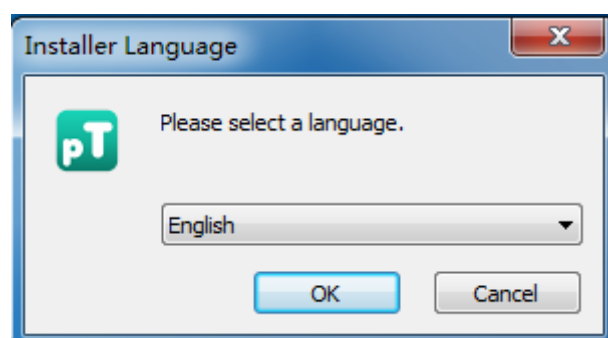 Installer Language
pT
Please select a language.
English
OK
Cancel